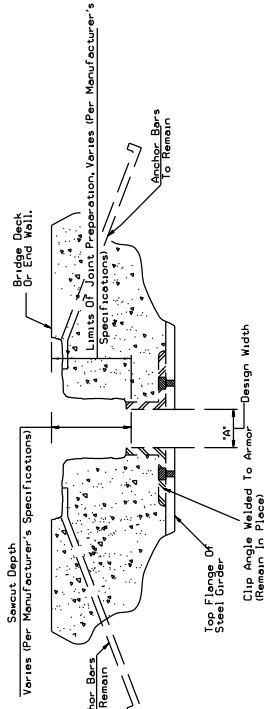 Sawcut Depth
Varies (Per Manufacturer's Specifications)
Bridge Deck
Or End Wall.
Limits Of Joint Preparation, Varies (Per Manufacturer's
Specifications)
Anchor Bars
To Remain
chor Bars
Remain
Top Flange Of
Steel Girder
Clip Angle Welded To Armor
(Remain In Place)
"A"
Design Width